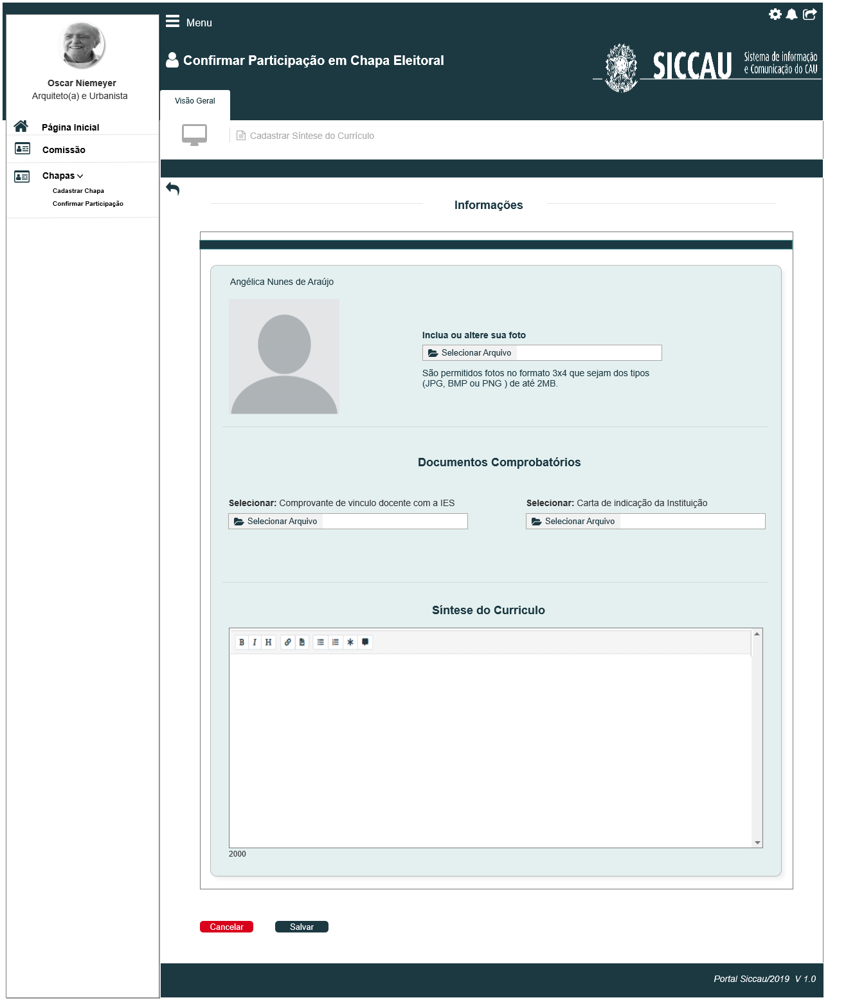 Menu
Confirmar Participação em Chapa Eleitoral
SICCAU
Sistema de Informação
e Comunicação do CAU
Oscar Niemeyer
Arquiteto(a) e Urbanista
Página Inicial
Comissão
Chapas
Cadastrar Chapa
Confirmar Participação
Visão Geral
Cadastrar Síntese do Currículo
Informações
Angélica Nunes de Araújo
Inclua ou altere sua foto
Selecionar Arquivo
São permitidos fotos no formato 3x4 que sejam dos tipos
(JPG, BMP ou PNG ) de até 2MB.
Documentos Comprobatórios
Selecionar: Comprovante de vinculo docente com a IES
Selecionar Arquivo
Selecionar: Carta de indicação da Instituição
Selecionar Arquivo
Síntese do Curriculo
B I H
2000
Cancelar
Salvar
Portal Siccau/2019 V 1.0